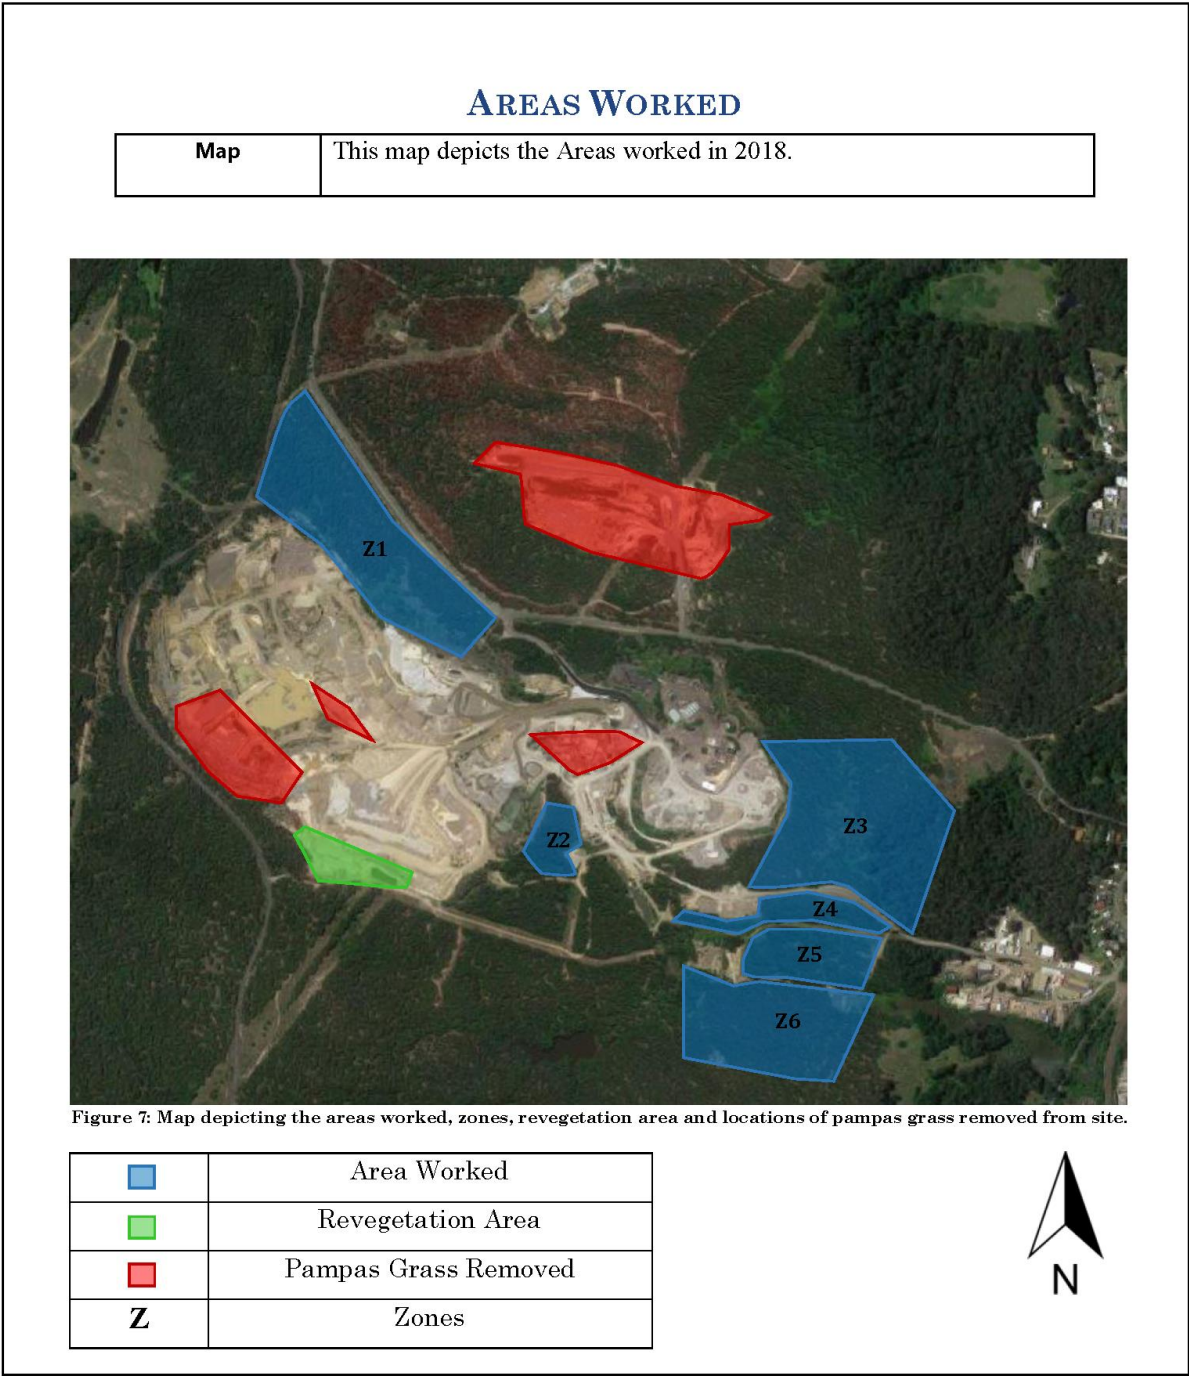 AREAS WORKED
Map
This map depicts the Areas worked in 2018.
Z1
Z2
Z3
Z4
Z5
Z6
Figure 7: Map depicting the areas worked, zones, revegetation area and locations of pampas grass removed from site.
Area Worked
Revegetation Area
Pampas Grass Removed
Z Zones
N